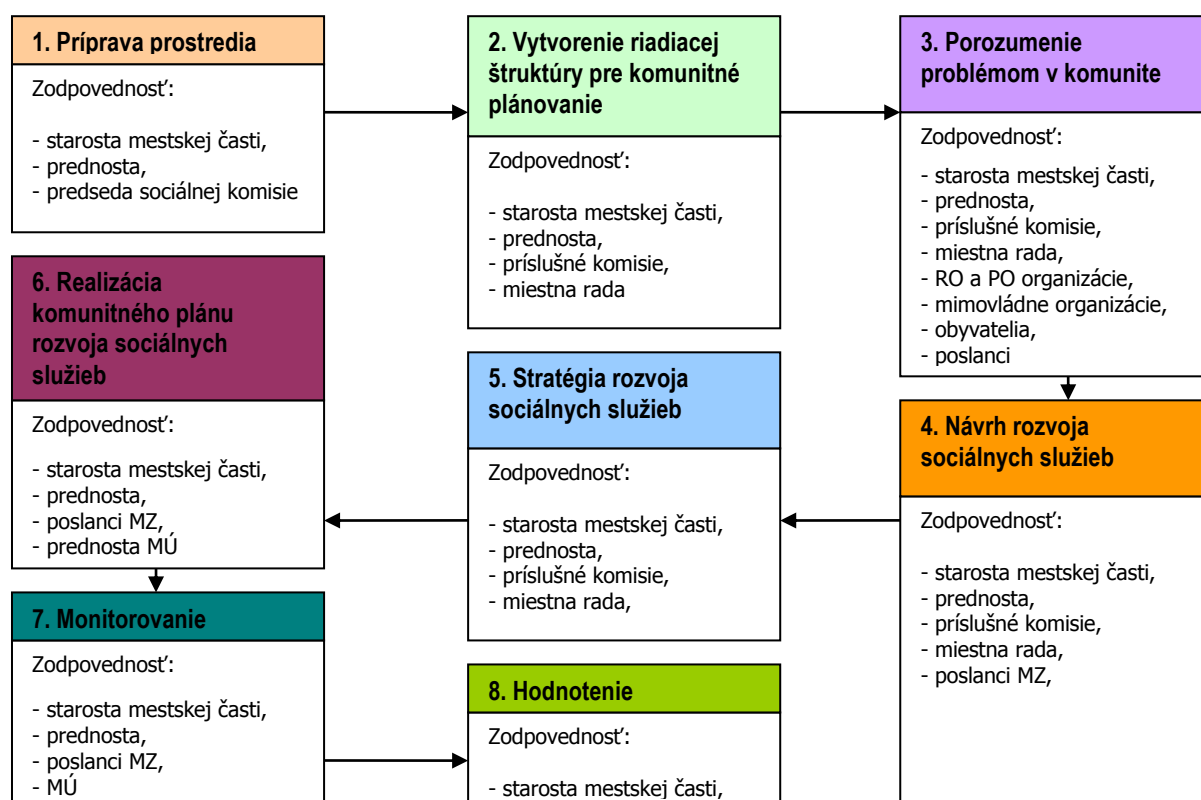 1. Príprava prostredia
Zodpovednosť:
- starosta mestskej časti,
- prednosta,
- predseda sociálnej komisie
2. Vytvorenie riadiacej
štruktúry pre komunitné
plánovanie
Zodpovednosť:
- starosta mestskej časti,
- prednosta,
- príslušné komisie,
- miestna rada
3. Porozumenie
problémom v komunite
Zodpovednosť:
- starosta mestskej časti,
- prednosta,
- príslušné komisie,
- miestna rada,
- RO a PO organizácie,
- mimovládne organizácie,
- obyvatelia,
- poslanci
4. Návrh rozvoja
sociálnych služieb
Zodpovednosť:
- starosta mestskej časti,
- prednosta,
- príslušné komisie,
- miestna rada,
- poslanci MZ,
5. Stratégia rozvoja
sociálnych služieb
Zodpovednosť:
- starosta mestskej časti,
- prednosta,
- príslušné komisie,
- miestna rada,
6. Realizácia
komunitného plánu
rozvoja sociálnych
služieb
Zodpovednosť:
- starosta mestskej časti,
- prednosta,
- poslanci MZ,
- prednosta MÚ
7. Monitorovanie
Zodpovednosť:
- starosta mestskej časti,
- prednosta,
- poslanci MZ,
- MÚ
8. Hodnotenie
Zodpovednosť:
- starosta mestskej časti,